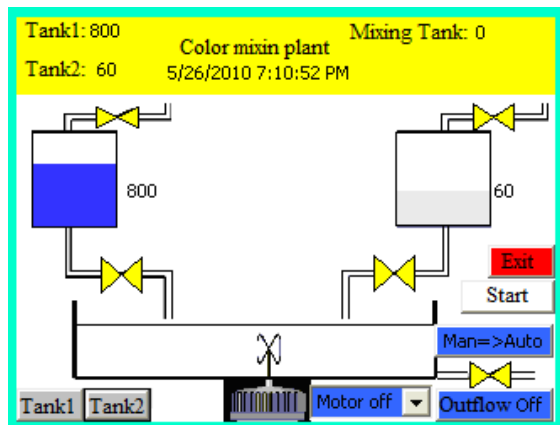 Tank1: 800
Color mixin plant
Mixing Tank: 0
Tank2: 60
5/26/2010 7:10:52 PM
800
60
Exit
Start
Man=>Auto
Tank1
Tank2
Motor off
Outflow Off